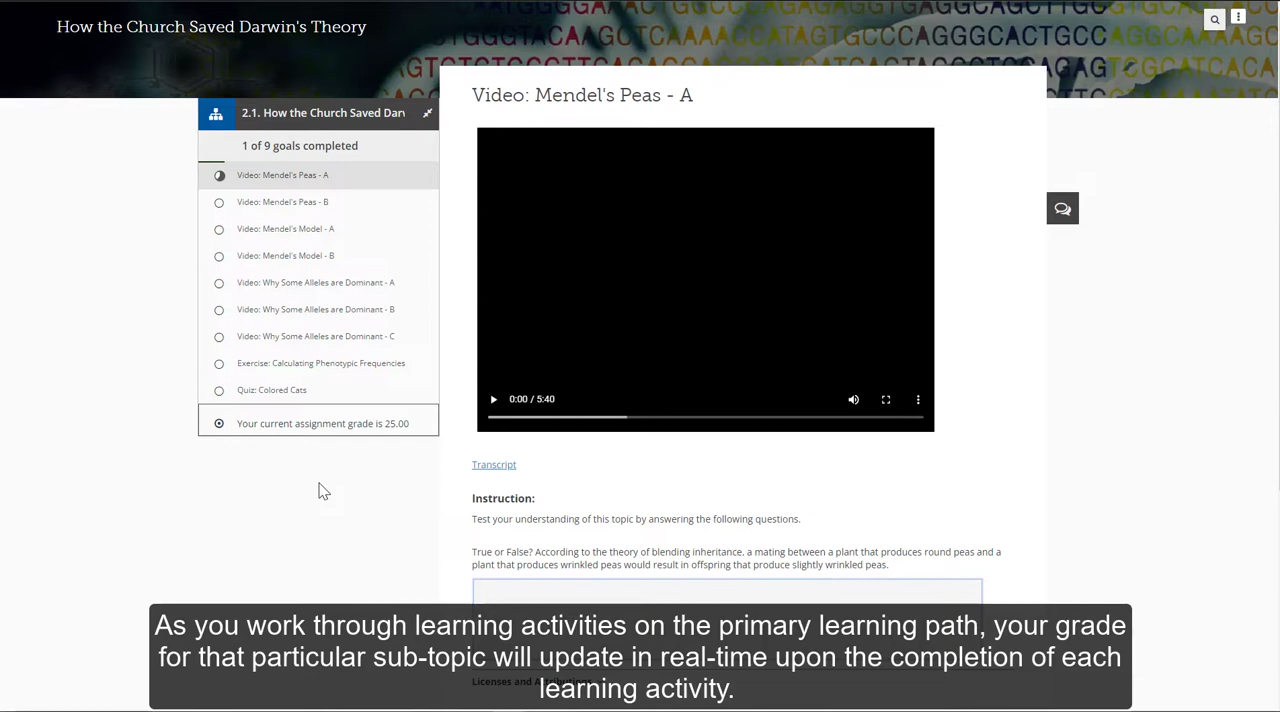 How the Church Saved Darwin's Theory
2.1. How the Church Saved Dar
1 of 9 goals completed
Video: Mendel's Peas - A
Video: Mendel's Peas - B
Video: Mendel's Model - A
Video: Mendel's Model - B
Video: Why Some Alleles are Dominant - A
Video: Why Some Alleles are Dominant - B
Video: Why Some Alleles are Dominant - C
Exercise: Calculating Phenotypic Frequencies
Quiz: Colored Cats
Your current assignment grade is 25.00
Video: Mendel's Peas - A
0:00 / 5:40
Transcript
Instruction:
Test your understanding of this topic by answering the following questions.
True or False? According to the theory of blending inheritance, a mating between a plant that produces round peas and a
plant that produces wrinkled peas would result in offspring that produce slightly wrinkled peas.
Licenses and Attributions
As you work through learning activities on the primary learning path, your grade
for that particular sub-topic will update in real-time upon the completion of each
learning activity.